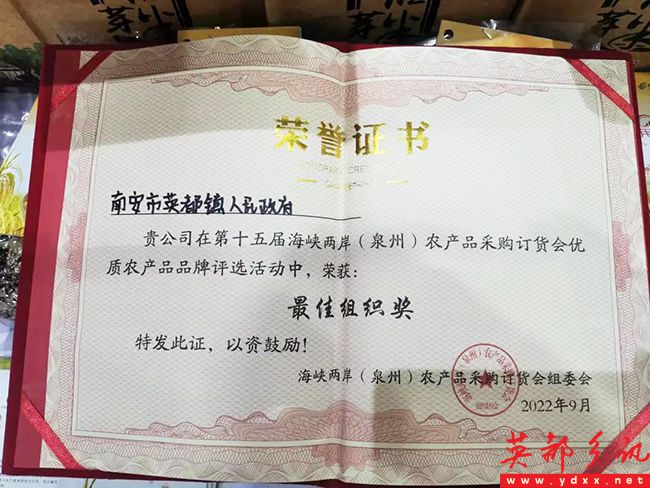 荣誉证书
南安市英都镇人民政府
贵公司在第十五届海峡两岸（泉州）农产品采购订货会优
质农产品品牌评选活动中，荣获：
最佳组织奖
特发此证，以资鼓励！
海峡两岸（泉州）农产品采购订货会组委会
2022年9月
英都乡讯
www.ydxx.net